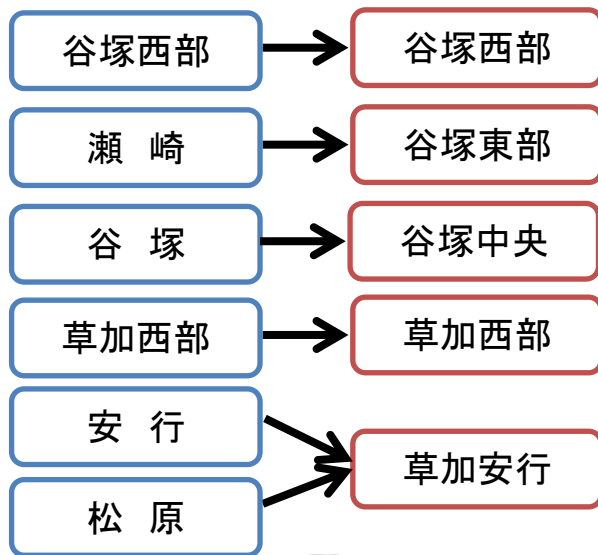 谷塚西部 谷塚西部
瀬 崎 谷塚東部
谷 塚 谷塚中央
草加西部 草加西部
安 行
草加安行
松 原